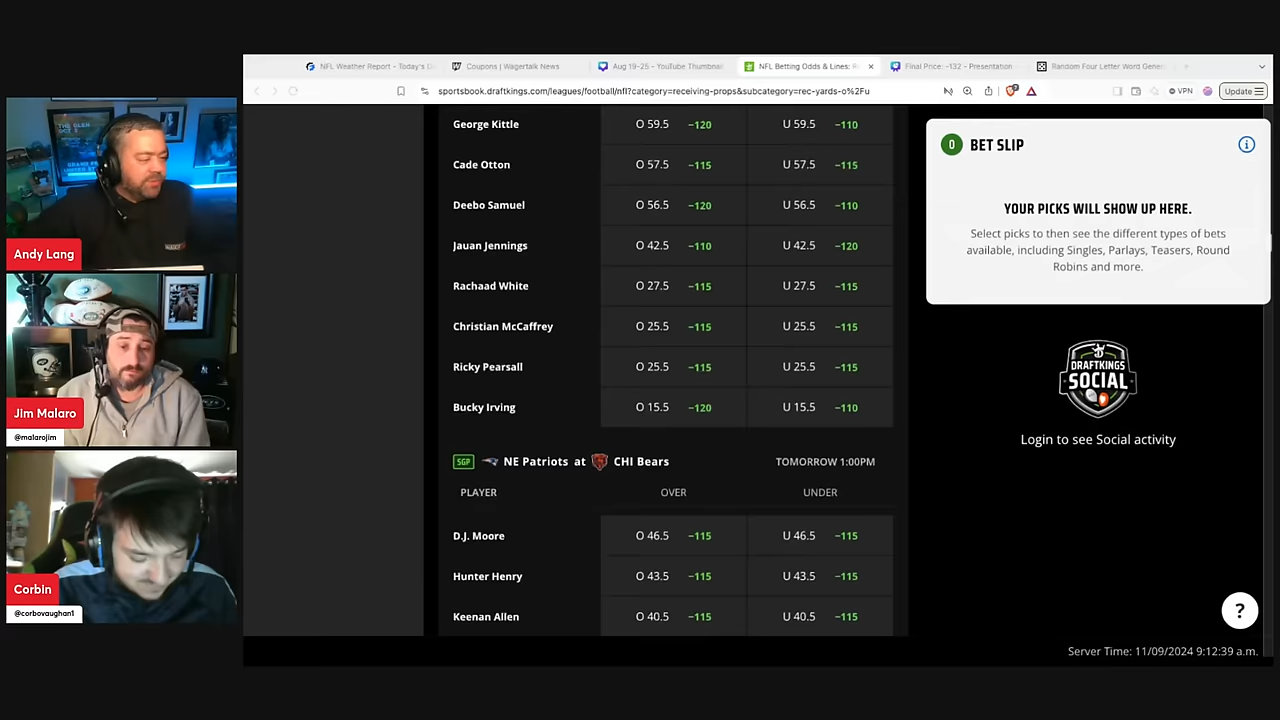 NFL Weather Report - Today's D
Coupons | Wagertalk News
Aug 19-25 - YouTube Thumbnai
NFL Betting Odds & Lines: R
Final Price: -132 - Presentation
Random Four Letter Word Gene
sportsbook.draftkings.com/leagues/football/nfl?category=receiving-props&subcategory=rec-yards-o%2Fu
VPN
Update
George Kittle O 59.5 −120 U 59.5 −110
Cade Otton O 57.5 −115 U 57.5 −115
Deebo Samuel O 56.5 −120 U 56.5 −110
Jauan Jennings O 42.5 −110 U 42.5 −120
Rachaad White O 27.5 −115 U 27.5 −115
Christian McCaffrey O 25.5 −115 U 25.5 −115
Ricky Pearsall O 25.5 −115 U 25.5 −115
Bucky Irving O 15.5 −120 U 15.5 −110
SGP NE Patriots at CHI Bears TOMORROW 1:00PM
PLAYER OVER UNDER
D.J. Moore O 46.5 −115 U 46.5 −115
Hunter Henry O 43.5 −115 U 43.5 −115
Keenan Allen O 40.5 −115 U 40.5 −115
0 BET SLIP
YOUR PICKS WILL SHOW UP HERE.
Select picks to then see the different types of bets
available, including Singles, Parlays, Teasers, Round
Robins and more.
DRAFTKINGS
SOCIAL
Login to see Social activity
?
Server Time: 11/09/2024 9:12:39 a.m.
Andy Lang
Jim Malaro
@malarojim
Corbin
@corbovaughan1